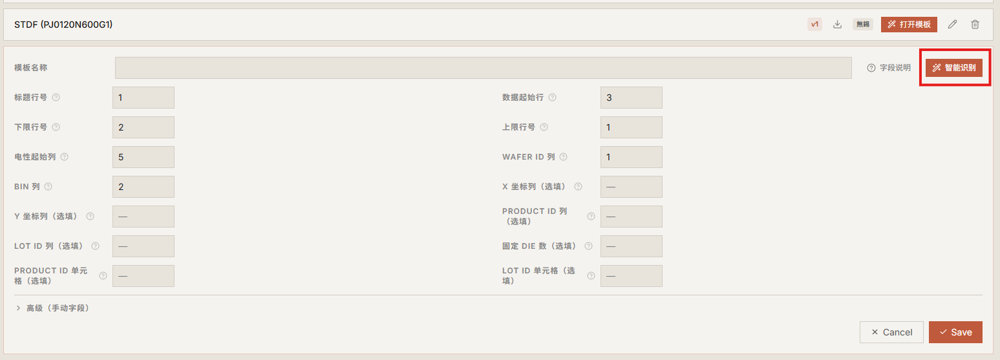 STDF (PJ0120N600G1)
v1
無錫
打开模板
模板名称
字段说明
智能识别
标题行号
1
数据起始行
3
下限行号
2
上限行号
1
电性起始列
5
WAFER ID 列
1
BIN 列
2
X 坐标列（选填）
—
Y 坐标列（选填）
—
PRODUCT ID 列
（选填）
—
LOT ID 列（选填）
—
固定 DIE 数（选填）
—
PRODUCT ID 单元
格（选填）
—
LOT ID 单元格（选
填）
—
高级（手动字段）
Cancel
Save